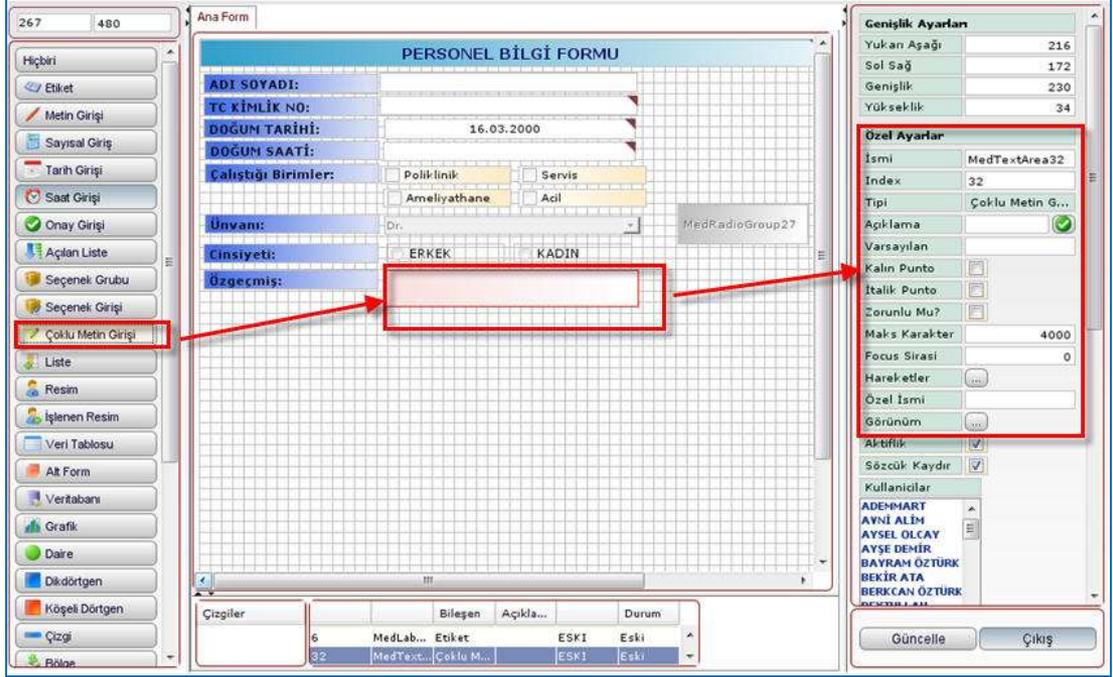 267 480
Hiçbiri
Etiket
Metin Girişi
Sayısal Giriş
Tarih Girişi
Saat Girişi
Onay Girişi
Açılan Liste
Seçenek Grubu
Seçenek Girişi
Çoklu Metin Girişi
Liste
Resim
İşlenen Resim
Veri Tablosu
Alt Form
Veritabanı
Grafik
Daire
Dikdörtgen
Köşeli Dörtgen
Çizgi
Bölge
Ana Form
PERSONEL BİLGİ FORMU
ADI SOYADI:
TC KİMLİK NO:
DOĞUM TARİHİ: 16.03.2000
DOĞUM SAATİ:
Çalıştığı Birimler: Poliklinik Servis
Ameliyathane Acil
Ünvanı: Dr. MedRadioGroup27
Cinsiyeti: ERKEK KADIN
Özgeçmiş:
Çizgiler
Bileşen Açıkla... Durum
6 MedLab... Etiket ESKI Eski
32 MedText... Çoklu M... ESKI Eski
Genişlik Ayarları
Yukarı Aşağı 216
Sol Sağ 172
Genişlik 230
Yükseklik 34
Özel Ayarlar
İsmi MedTextArea32
Index 32
Tipi Çoklu Metin G...
Açıklama
Varsayılan
Kalın Punto
İtalik Punto
Zorunlu Mu?
Maks Karakter 4000
Focus Sirasi 0
Hareketler ...
Özel İsmi
Görünüm ...
Aktiflik
Sözcük Kaydır
Kullanicilar
ADEMMART
AYNİ ALİM
AYSEL OLCAY
AYŞE DEMİR
BAYRAM ÖZTÜRK
BEKİR ATA
BERKCAN ÖZTÜRK
Güncelle Çıkış